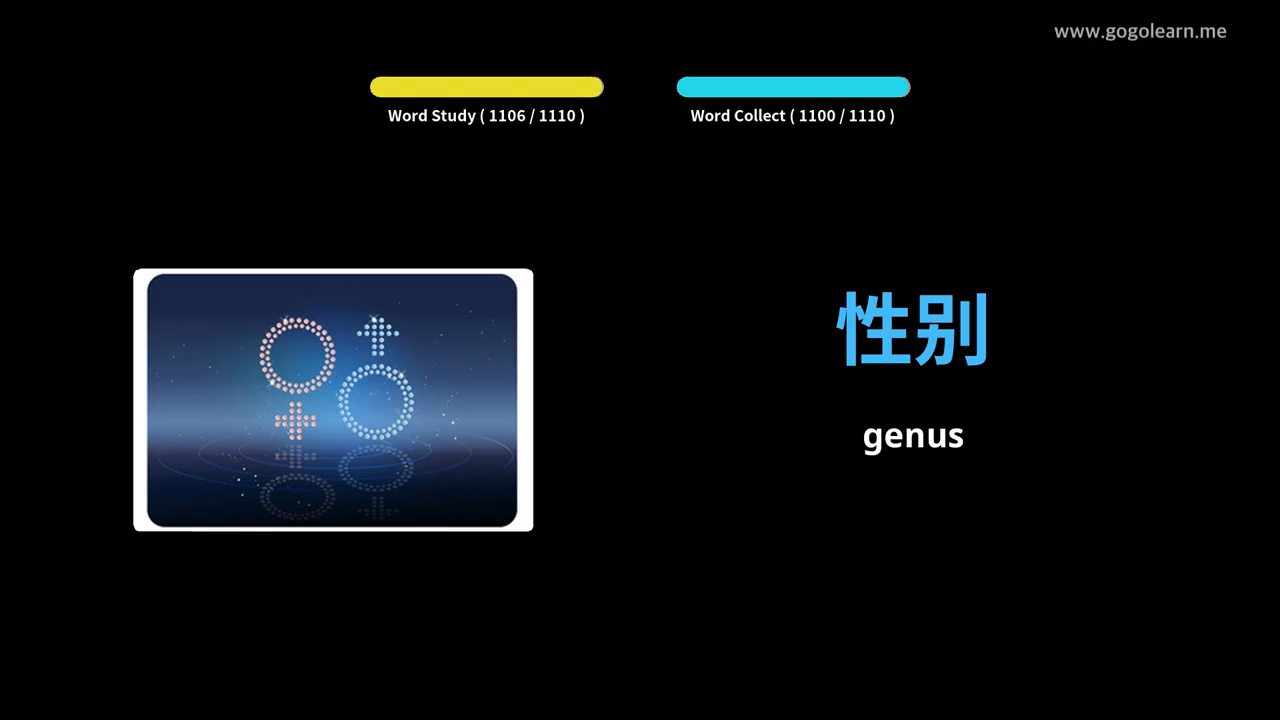 www.gogolearn.me
Word Study ( 1106 / 1110 )
Word Collect ( 1100 / 1110 )
性别
genus